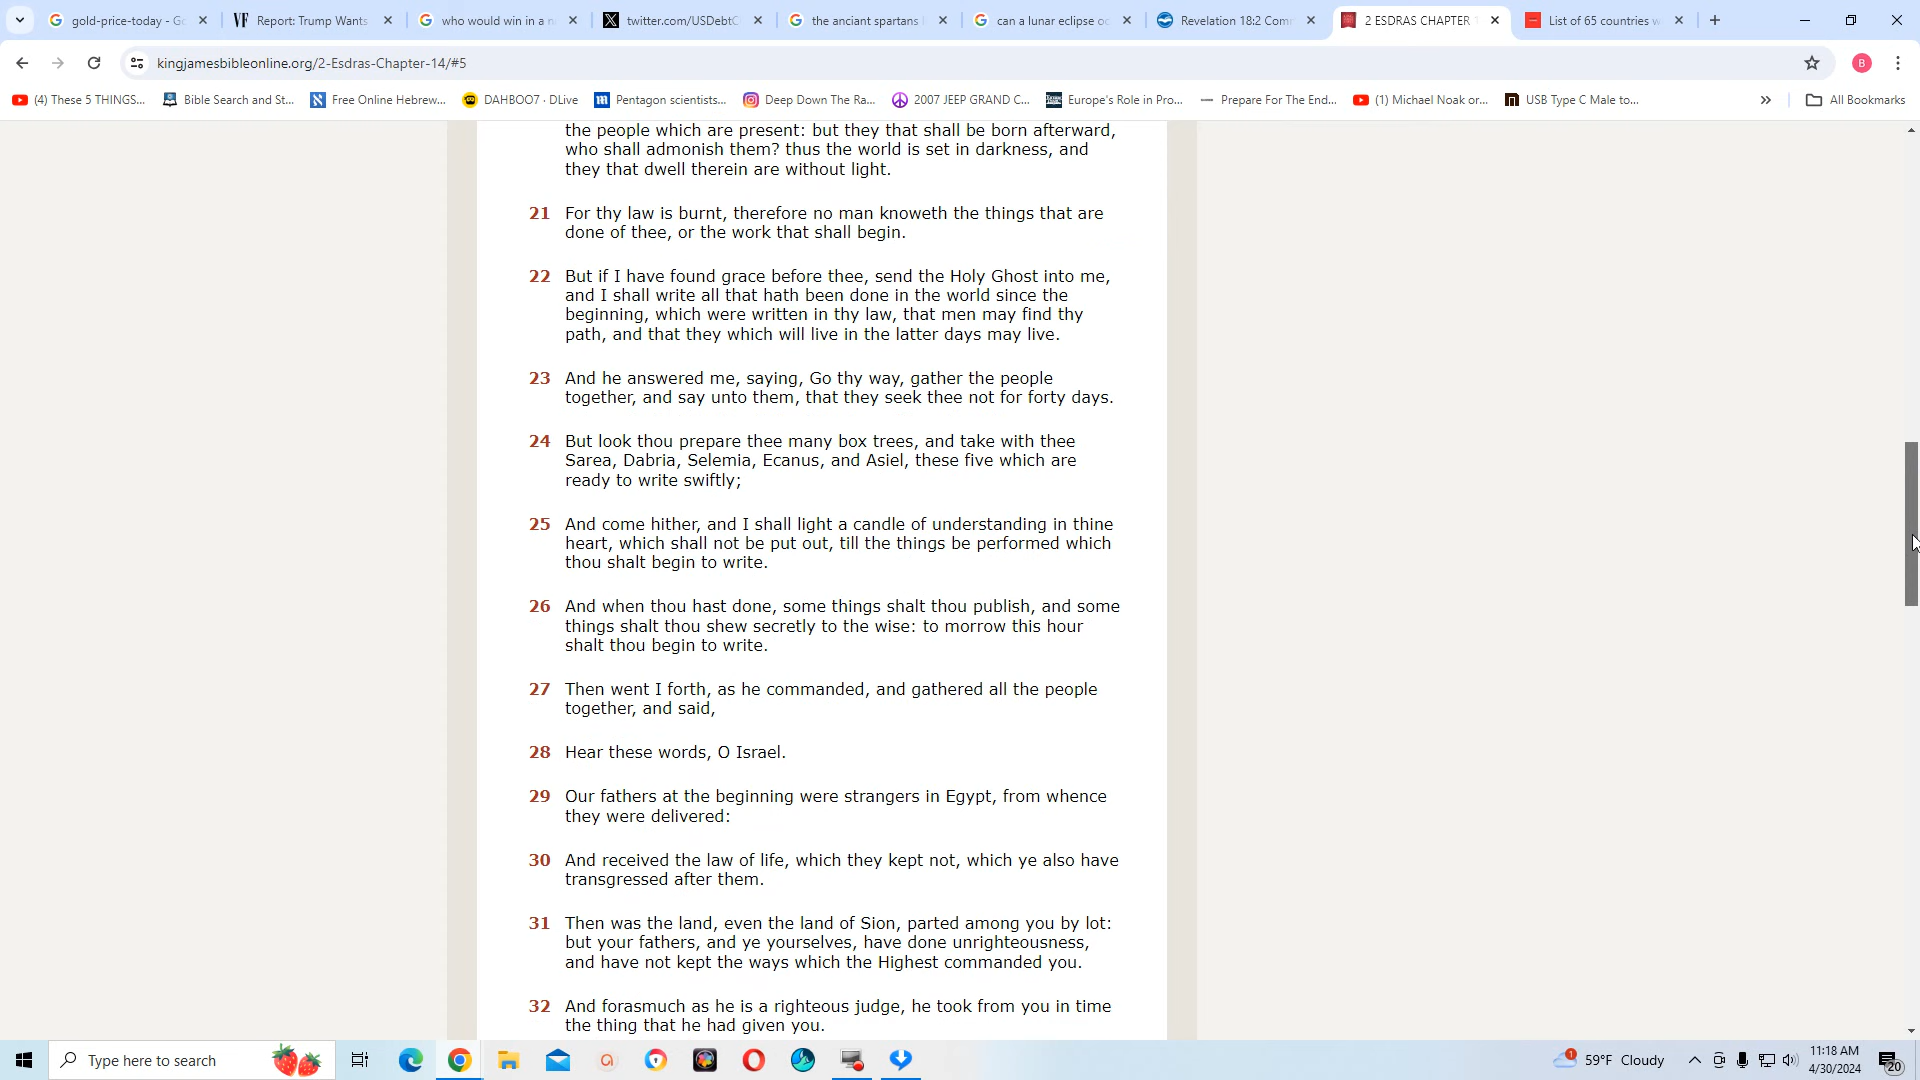 gold-price-today - Go
Report: Trump Wants
who would win in a n
twitter.com/USDebtC
the anciant spartans
can a lunar eclipse oc
Revelation 18:2 Comm
2 ESDRAS CHAPTER
List of 65 countries w
kingjamesbibleonline.org/2-Esdras-Chapter-14/#5
B
(4) These 5 THINGS...
Bible Search and St...
Free Online Hebrew...
DAHBOO7 · DLive
Pentagon scientists...
Deep Down The Ra...
2007 JEEP GRAND C...
Europe's Role in Pro...
Prepare For The End...
(1) Michael Noak or...
USB Type C Male to...
All Bookmarks
the people which are present: but they that shall be born afterward,
who shall admonish them? thus the world is set in darkness, and
they that dwell therein are without light.
21 For thy law is burnt, therefore no man knoweth the things that are
done of thee, or the work that shall begin.
22 But if I have found grace before thee, send the Holy Ghost into me,
and I shall write all that hath been done in the world since the
beginning, which were written in thy law, that men may find thy
path, and that they which will live in the latter days may live.
23 And he answered me, saying, Go thy way, gather the people
together, and say unto them, that they seek thee not for forty days.
24 But look thou prepare thee many box trees, and take with thee
Sarea, Dabria, Selemia, Ecanus, and Asiel, these five which are
ready to write swiftly;
25 And come hither, and I shall light a candle of understanding in thine
heart, which shall not be put out, till the things be performed which
thou shalt begin to write.
26 And when thou hast done, some things shalt thou publish, and some
things shalt thou shew secretly to the wise: to morrow this hour
shalt thou begin to write.
27 Then went I forth, as he commanded, and gathered all the people
together, and said,
28 Hear these words, O Israel.
29 Our fathers at the beginning were strangers in Egypt, from whence
they were delivered:
30 And received the law of life, which they kept not, which ye also have
transgressed after them.
31 Then was the land, even the land of Sion, parted among you by lot:
but your fathers, and ye yourselves, have done unrighteousness,
and have not kept the ways which the Highest commanded you.
32 And forasmuch as he is a righteous judge, he took from you in time
the thing that he had given you.
Type here to search
1
59°F Cloudy
11:18 AM
4/30/2024
20